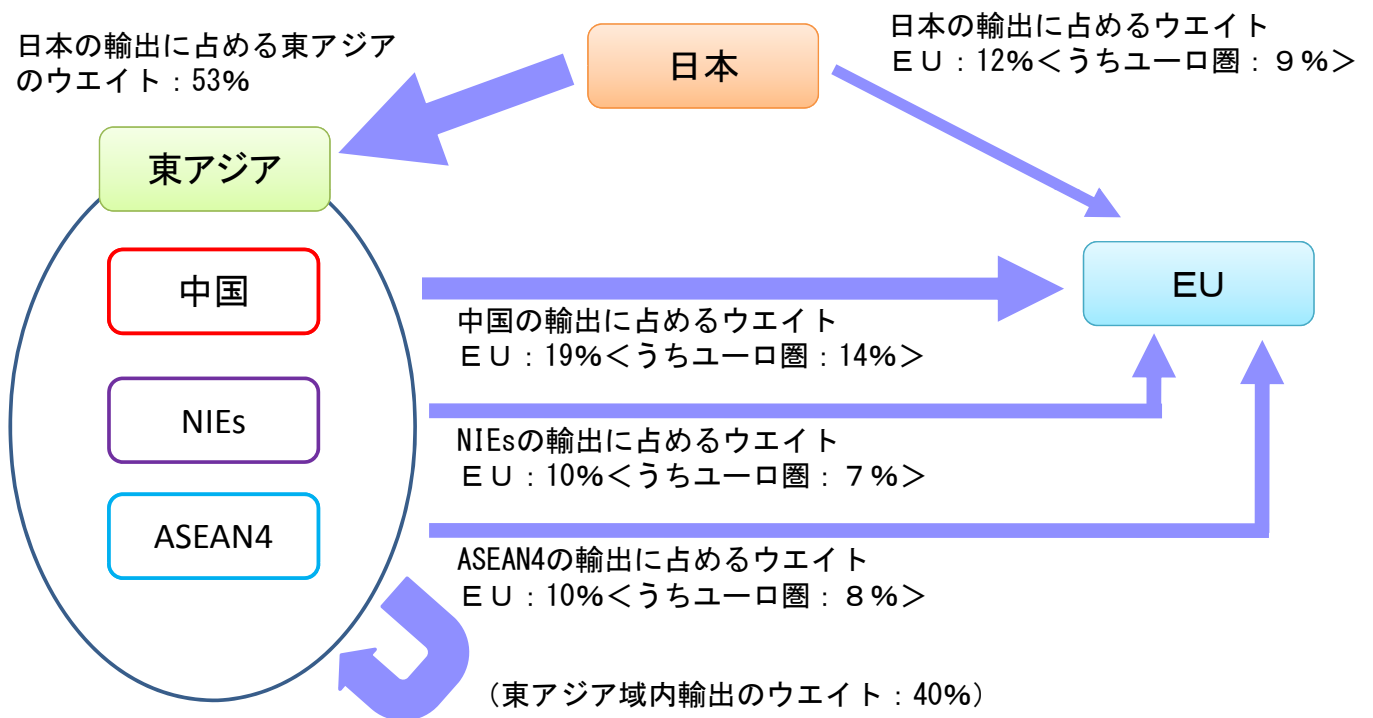 日本の輸出に占める東アジア
のウエイト：53%
日本
日本の輸出に占めるウエイト
ＥＵ：12%＜うちユーロ圏：９%＞
東アジア
中国
ＥＵ
中国の輸出に占めるウエイト
ＥＵ：19%＜うちユーロ圏：14%＞
NIEs
NIEsの輸出に占めるウエイト
ＥＵ：10%＜うちユーロ圏：７%＞
ASEAN4
ASEAN4の輸出に占めるウエイト
ＥＵ：10%＜うちユーロ圏：８%＞
（東アジア域内輸出のウエイト：40%）